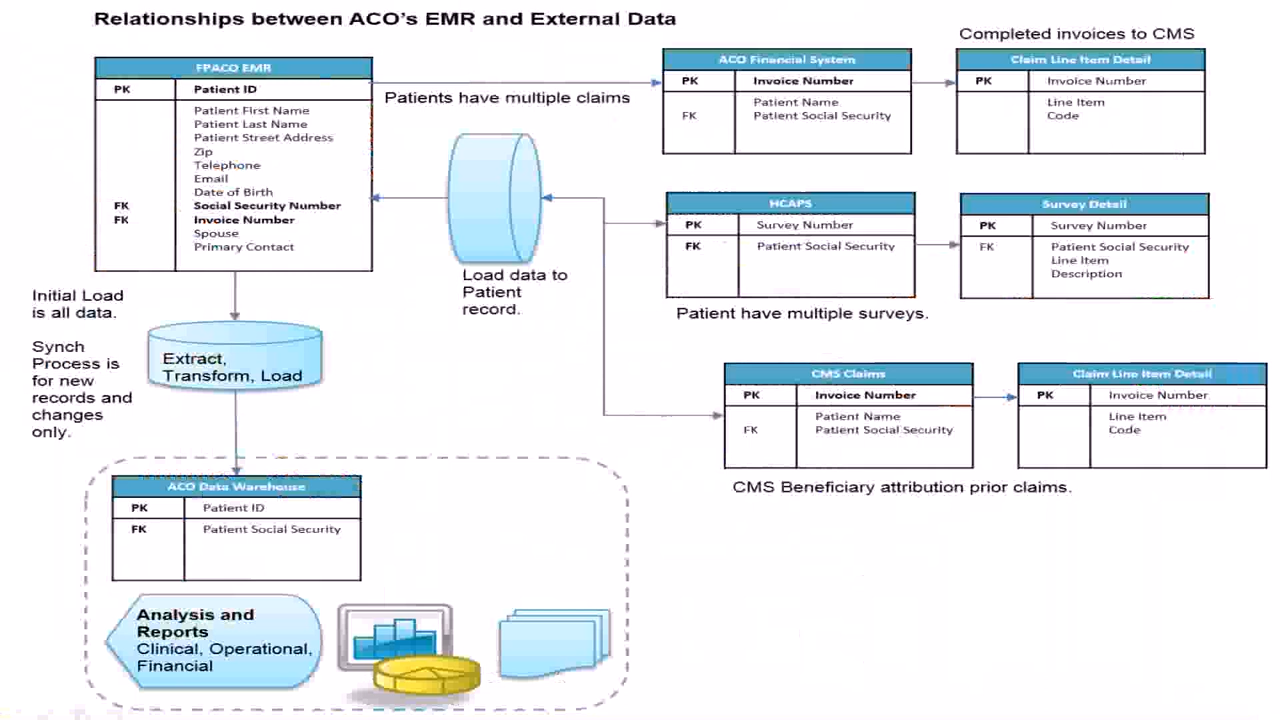 Relationships between ACO's EMR and External Data
Completed invoices to CMS
FPACO EMR
PK Patient ID
Patient First Name
Patient Last Name
Patient Street Address
Zip
Telephone
Email
Date of Birth
FK Social Security Number
FK Invoice Number
Spouse
Primary Contact
Patients have multiple claims
ACO Financial System
PK Invoice Number
Patient Name
FK Patient Social Security
Claim Line Item Detail
PK Invoice Number
Line Item
Code
Load data to
Patient
record.
HCAPS
PK Survey Number
FK Patient Social Security
Survey Detail
PK Survey Number
FK Patient Social Security
Line Item
Description
Patient have multiple surveys.
Initial Load
is all data.
Synch
Process is
for new
records and
changes
only.
Extract,
Transform, Load
CMS Claims
PK Invoice Number
Patient Name
FK Patient Social Security
Claim Line Item Detail
PK Invoice Number
Line Item
Code
CMS Beneficiary attribution prior claims.
ACO Data Warehouse
PK Patient ID
FK Patient Social Security
Analysis and
Reports
Clinical, Operational,
Financial